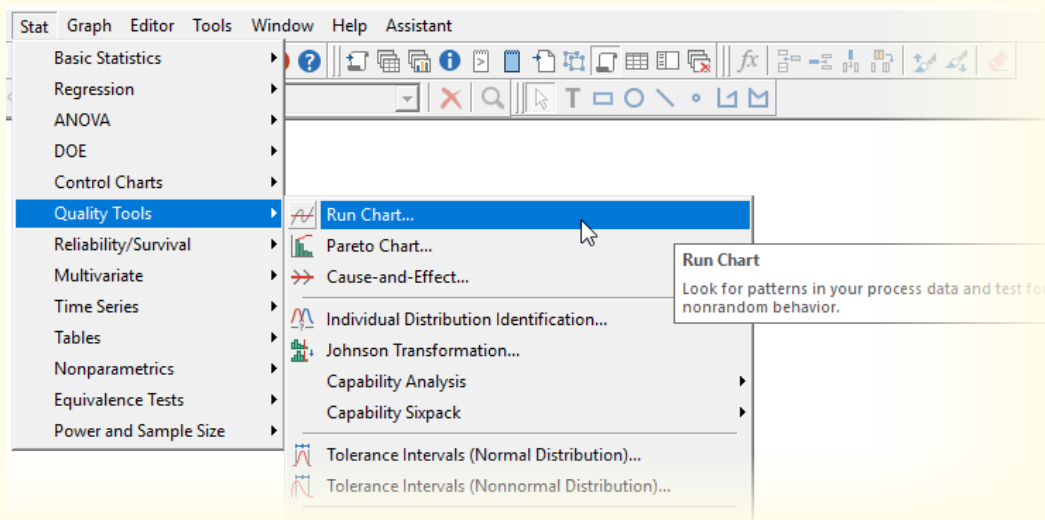 Stat Graph Editor Tools Window Help Assistant
Basic Statistics
Regression
ANOVA
DOE
Control Charts
Quality Tools
Reliability/Survival
Multivariate
Time Series
Tables
Nonparametrics
Equivalence Tests
Power and Sample Size
Run Chart...
Pareto Chart...
Cause-and-Effect...
Individual Distribution Identification...
Johnson Transformation...
Capability Analysis
Capability Sixpack
Tolerance Intervals (Normal Distribution)...
Tolerance Intervals (Nonnormal Distribution)...
Run Chart
Look for patterns in your process data and test for
nonrandom behavior.